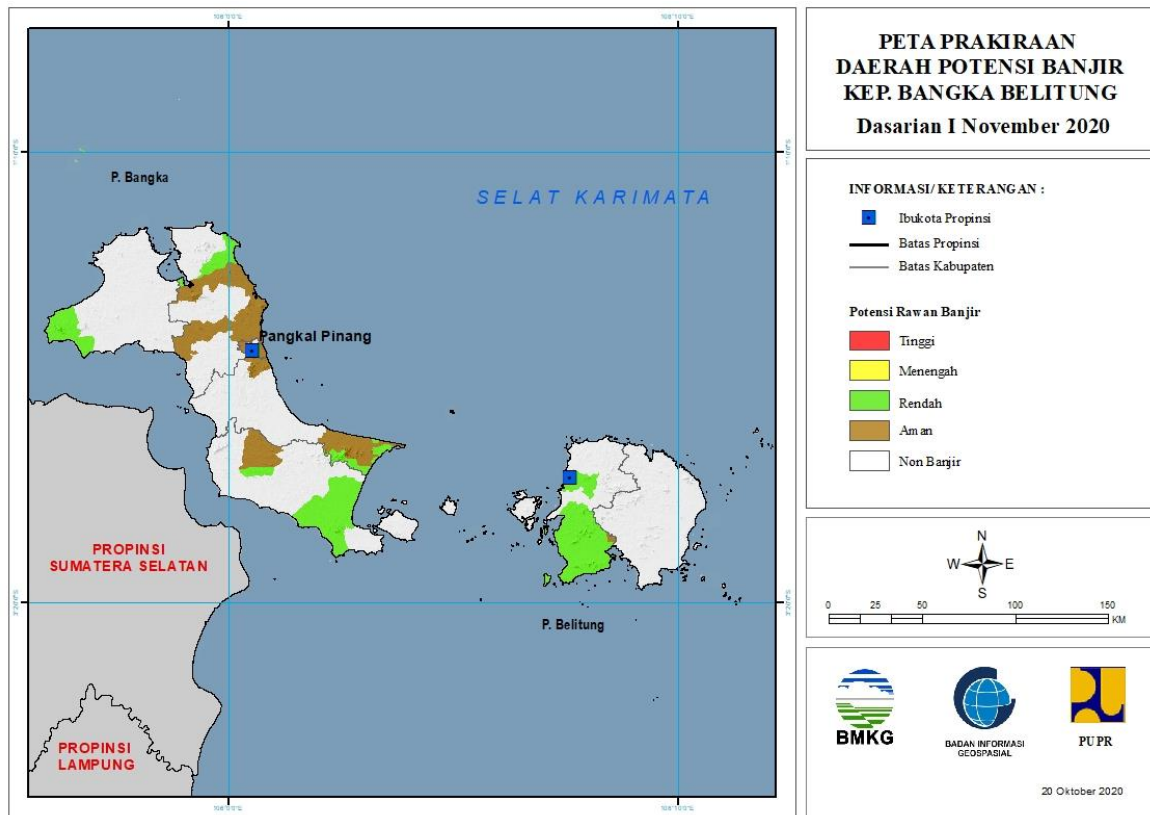 PETA PRAKIRAAN
DAERAH POTENSI BANJIR
KEP. BANGKA BELITUNG
Dasarian I November 2020
P. Bangka
SELAT KARIMATA
Pangkal Pinang
PROPINSI
SUMATERA SELATAN
P. Belitung
PROPINSI
LAMPUNG
INFORMASI/ KETERANGAN :
Ibukota Propinsi
Batas Propinsi
Batas Kabupaten
Potensi Rawan Banjir
Tinggi
Menengah
Rendah
Aman
Non Banjir
N
W E
S
0 25 50 100 150
KM
BMKG
BADAN INFORMASI
GEOSPASIAL
PUPR
20 Oktober 2020